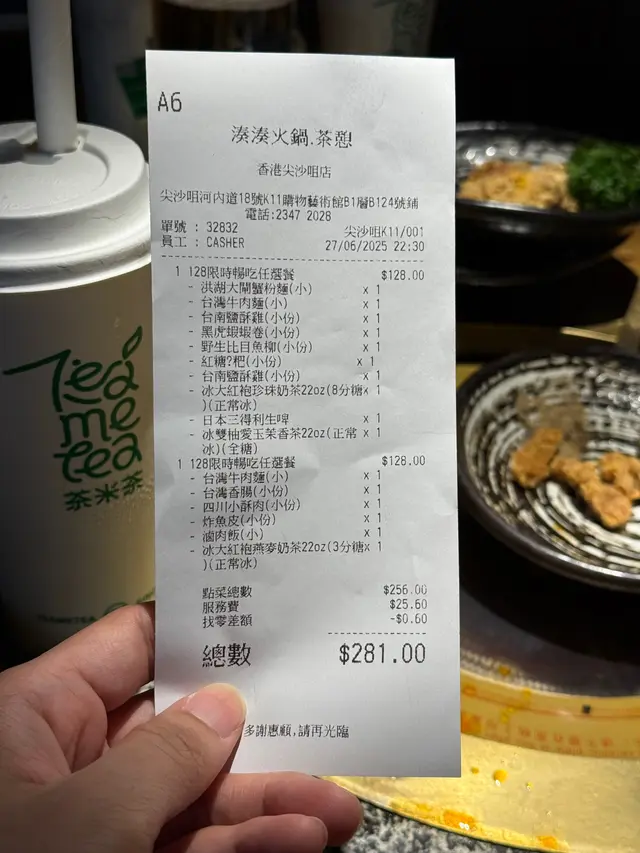 A6
湊湊火鍋.茶憇
香港尖沙咀店
尖沙咀河内道18號K11購物藝術館B1層B124號鋪
電話:2347 2028
單號 : 32832 尖沙咀K11/001
員工 : CASHER 27/06/2025 22:30
1 128限時暢吃任選餐 $128.00
- 洪湖大閘蟹粉麵(小) x 1
- 台灣牛肉麵(小) x 1
- 台南鹽酥雞(小份) x 1
- 黑虎蝦蝦卷(小份) x 1
- 野生比目魚柳(小份) x 1
- 紅糖?粑(小份) x 1
- 台南鹽酥雞(小份) x 1
- 冰大紅袍珍珠奶茶22oz(8分糖x 1
)(正常冰)
- 日本三得利生啤 x 1
- 冰雙柚愛玉茉香茶22oz(正常 x 1
冰)(全糖)
1 128限時暢吃任選餐 $128.00
- 台灣牛肉麵(小) x 1
- 台灣香腸(小份) x 1
- 四川小酥肉(小份) x 1
- 炸魚皮(小份) x 1
- 滷肉飯(小) x 1
- 冰大紅袍燕麥奶茶22oz(3分糖x 1
)(正常冰)
點菜總數 $256.00
服務費 $25.60
找零差額 -$0.60
總數 $281.00
多謝惠顧,請再光臨
Tea
me
tea
茶米茶